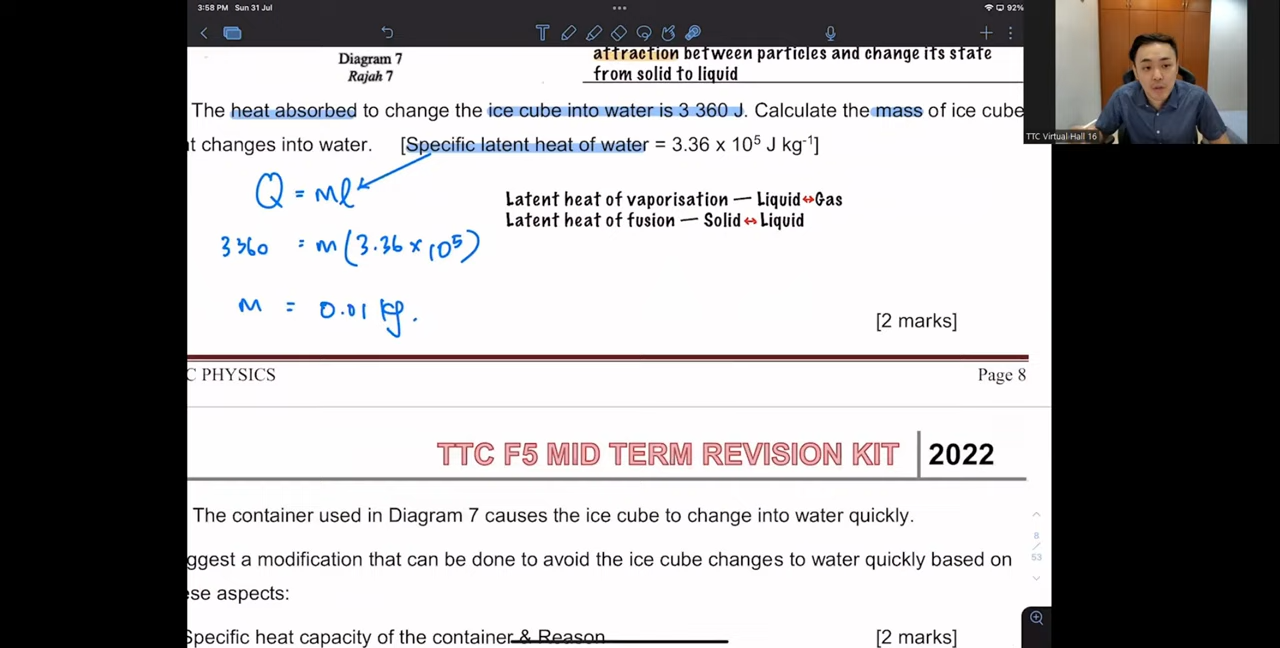 3:58 PM Sun 31 Jul
92%
Diagram 7
Rajah 7
attraction between particles and change its state
from solid to liquid
The heat absorbed to change the ice cube into water is 3 360 J. Calculate the mass of ice cube
t changes into water. [Specific latent heat of water = 3.36 x 10⁵ J kg⁻¹]
TTC Virtual Hall 16
Q = ml
Latent heat of vaporisation — Liquid↔Gas
Latent heat of fusion — Solid ↔ Liquid
3360 = m(3.36 × 10⁵)
m = 0.01 kg.
[2 marks]
C PHYSICS Page 8
TTC F5 MID TERM REVISION KIT 2022
The container used in Diagram 7 causes the ice cube to change into water quickly.
ggest a modification that can be done to avoid the ice cube changes to water quickly based on
ese aspects:
8
/
53
Specific heat capacity of the container & Reason [2 marks]